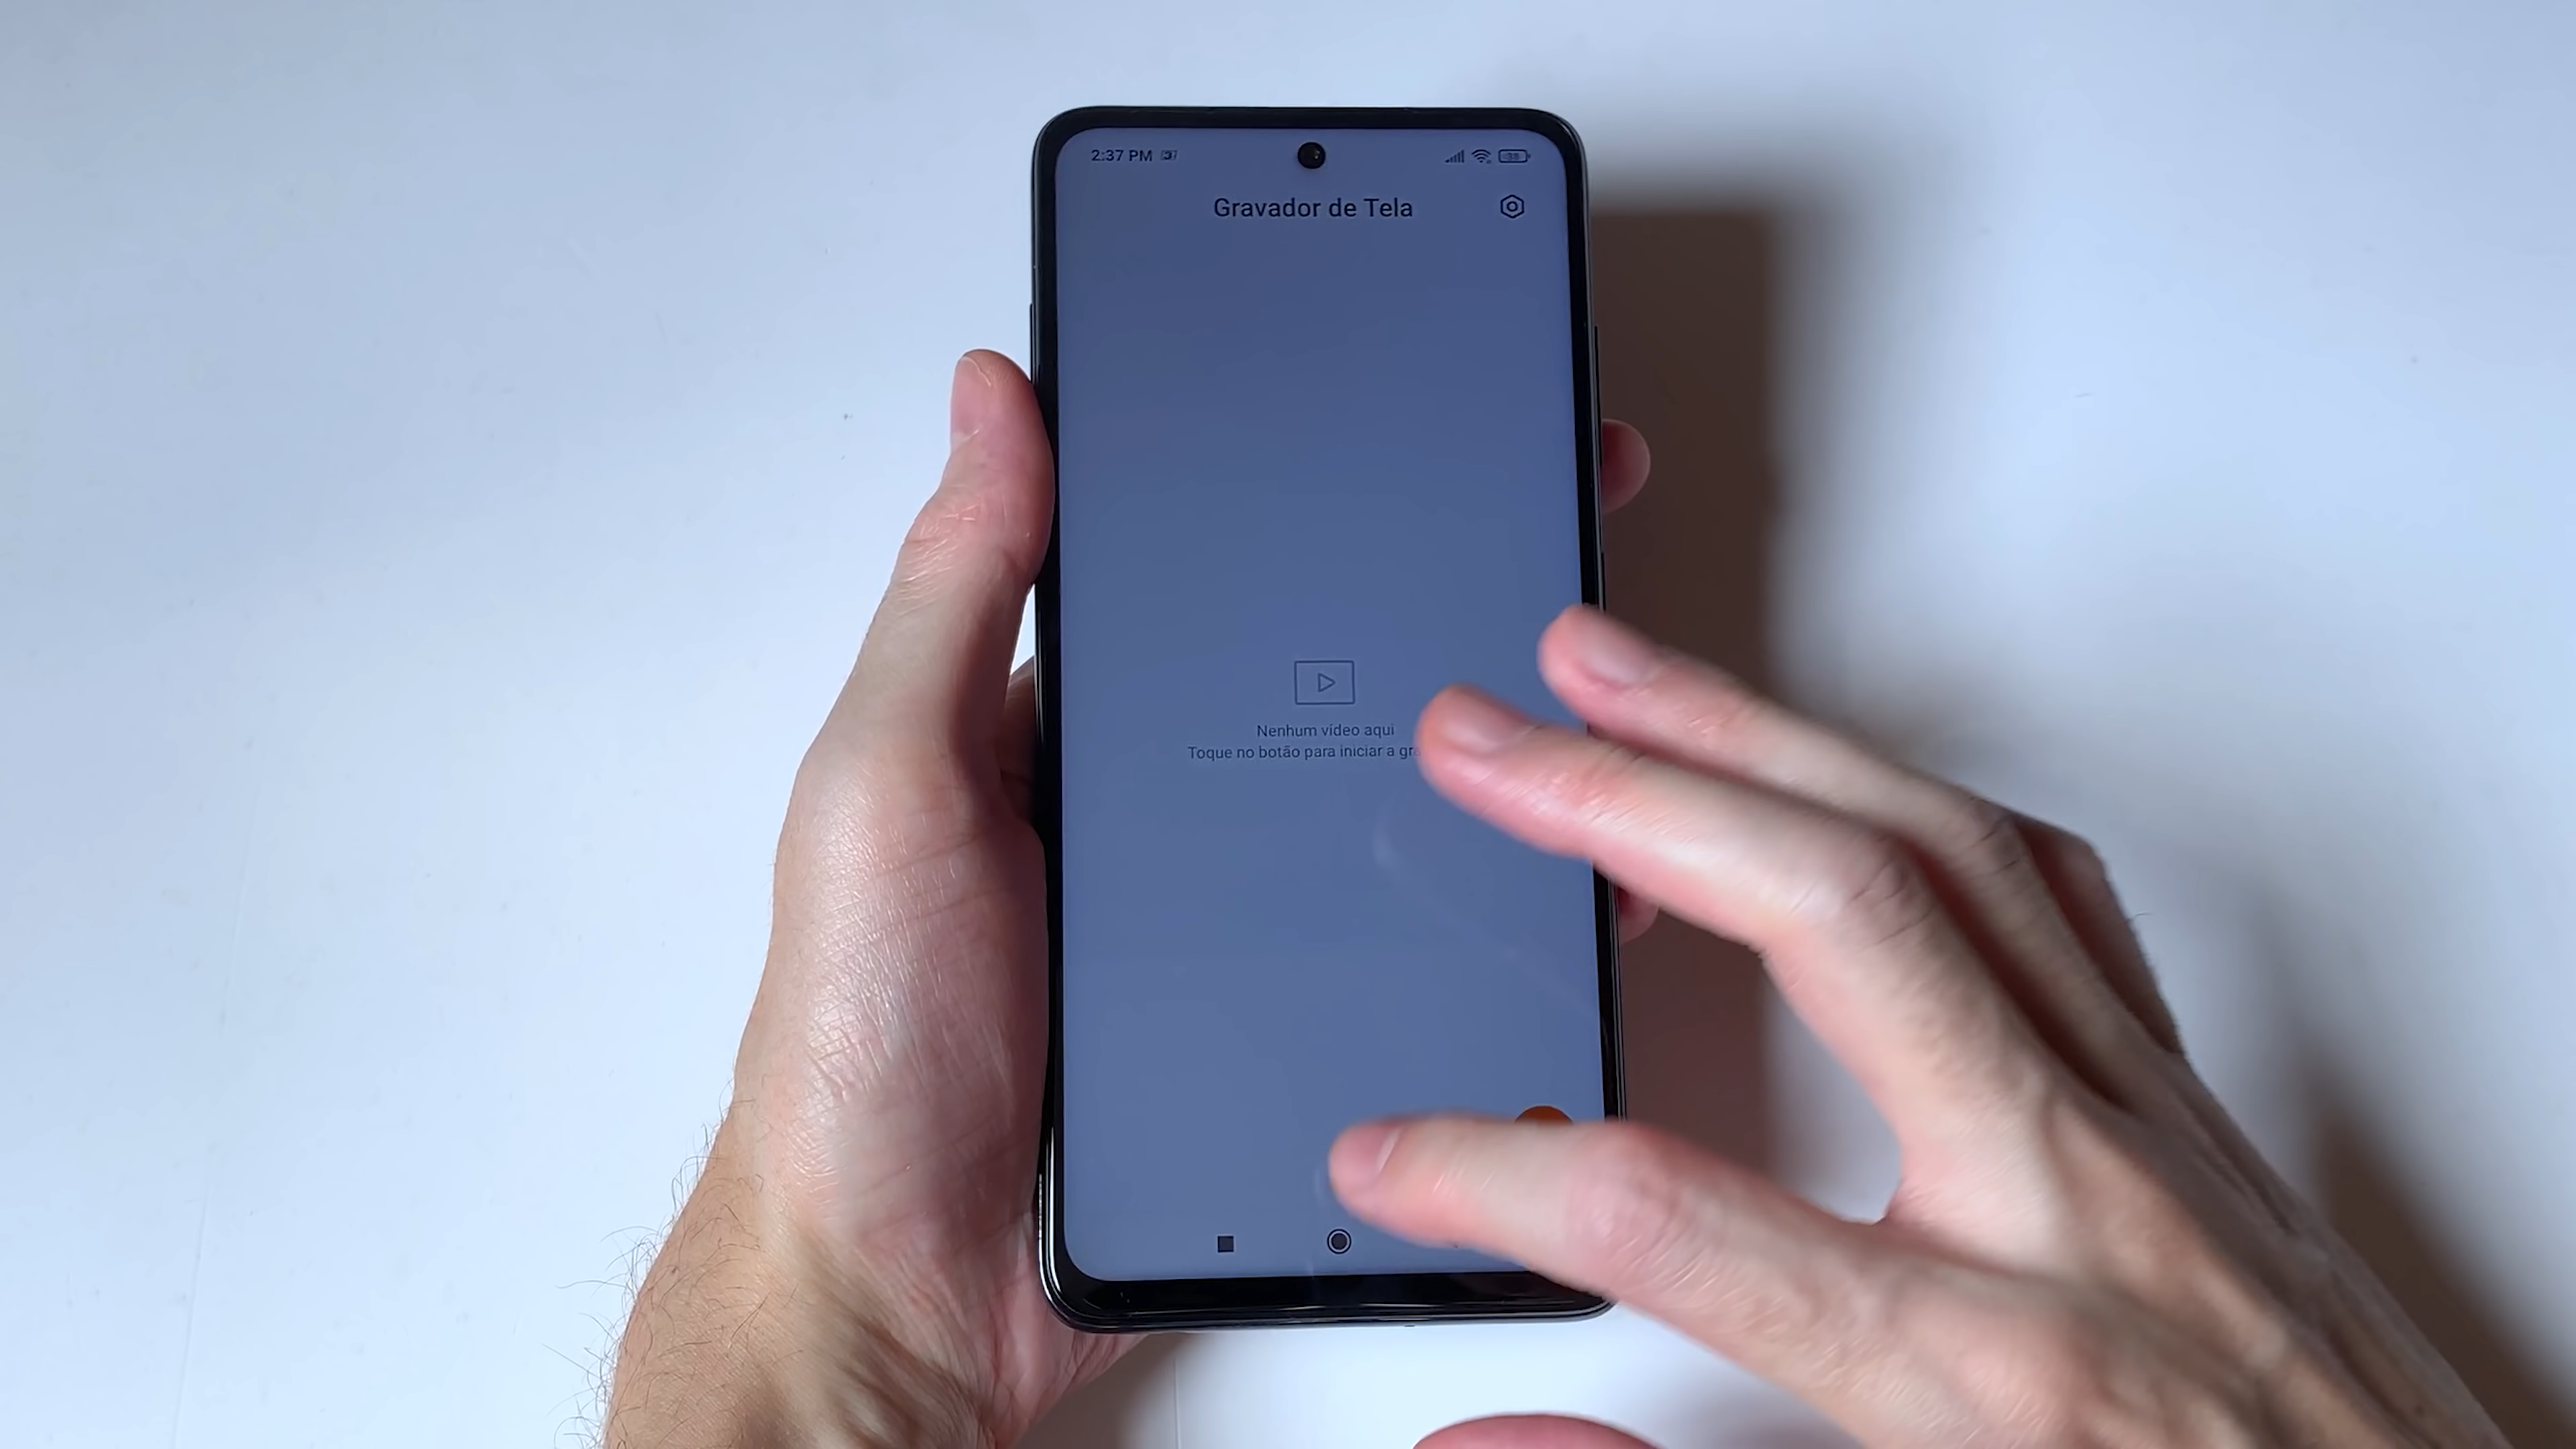 2:37 PM
Gravador de Tela
Nenhum vídeo aqui
Toque no botão para iniciar a